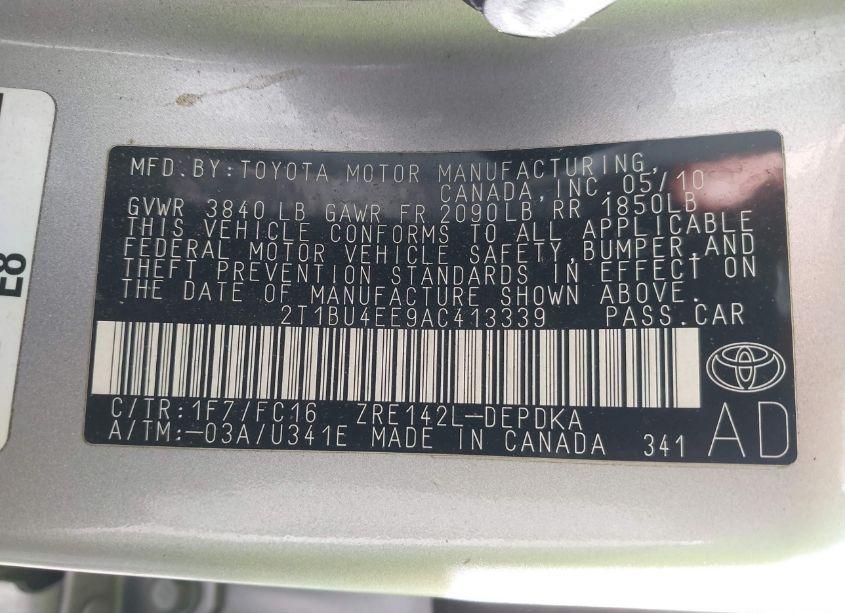 MFD.BY:TOYOTA MOTOR MANUFACTURING,
CANADA,INC.05/10
GVWR 3840 LB GAWR FR 2090LB RR 1850LB
THIS VEHICLE CONFORMS TO ALL APPLICABLE
FEDERAL MOTOR VEHICLE SAFETY,BUMPER,AND
THEFT PREVENTION STANDARDS IN EFFECT ON
THE DATE OF MANUFACTURE SHOWN ABOVE.
2T1BU4EE9AC413339 PASS.CAR
C/TR:1F7/FC16 ZRE142L-DEPDKA
A/TM:-03A/U341E MADE IN CANADA 341
AD
E8